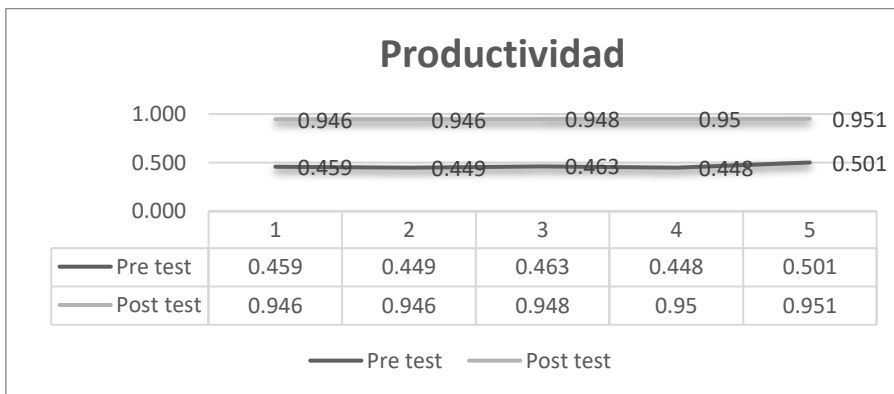 Productividad
1.000
0.946 0.946 0.948 0.95 0.951
0.500
0.459 0.449 0.463 0.448 0.501
0.000
1 2 3 4 5
Pre test 0.459 0.449 0.463 0.448 0.501
Post test 0.946 0.946 0.948 0.95 0.951
Pre test Post test